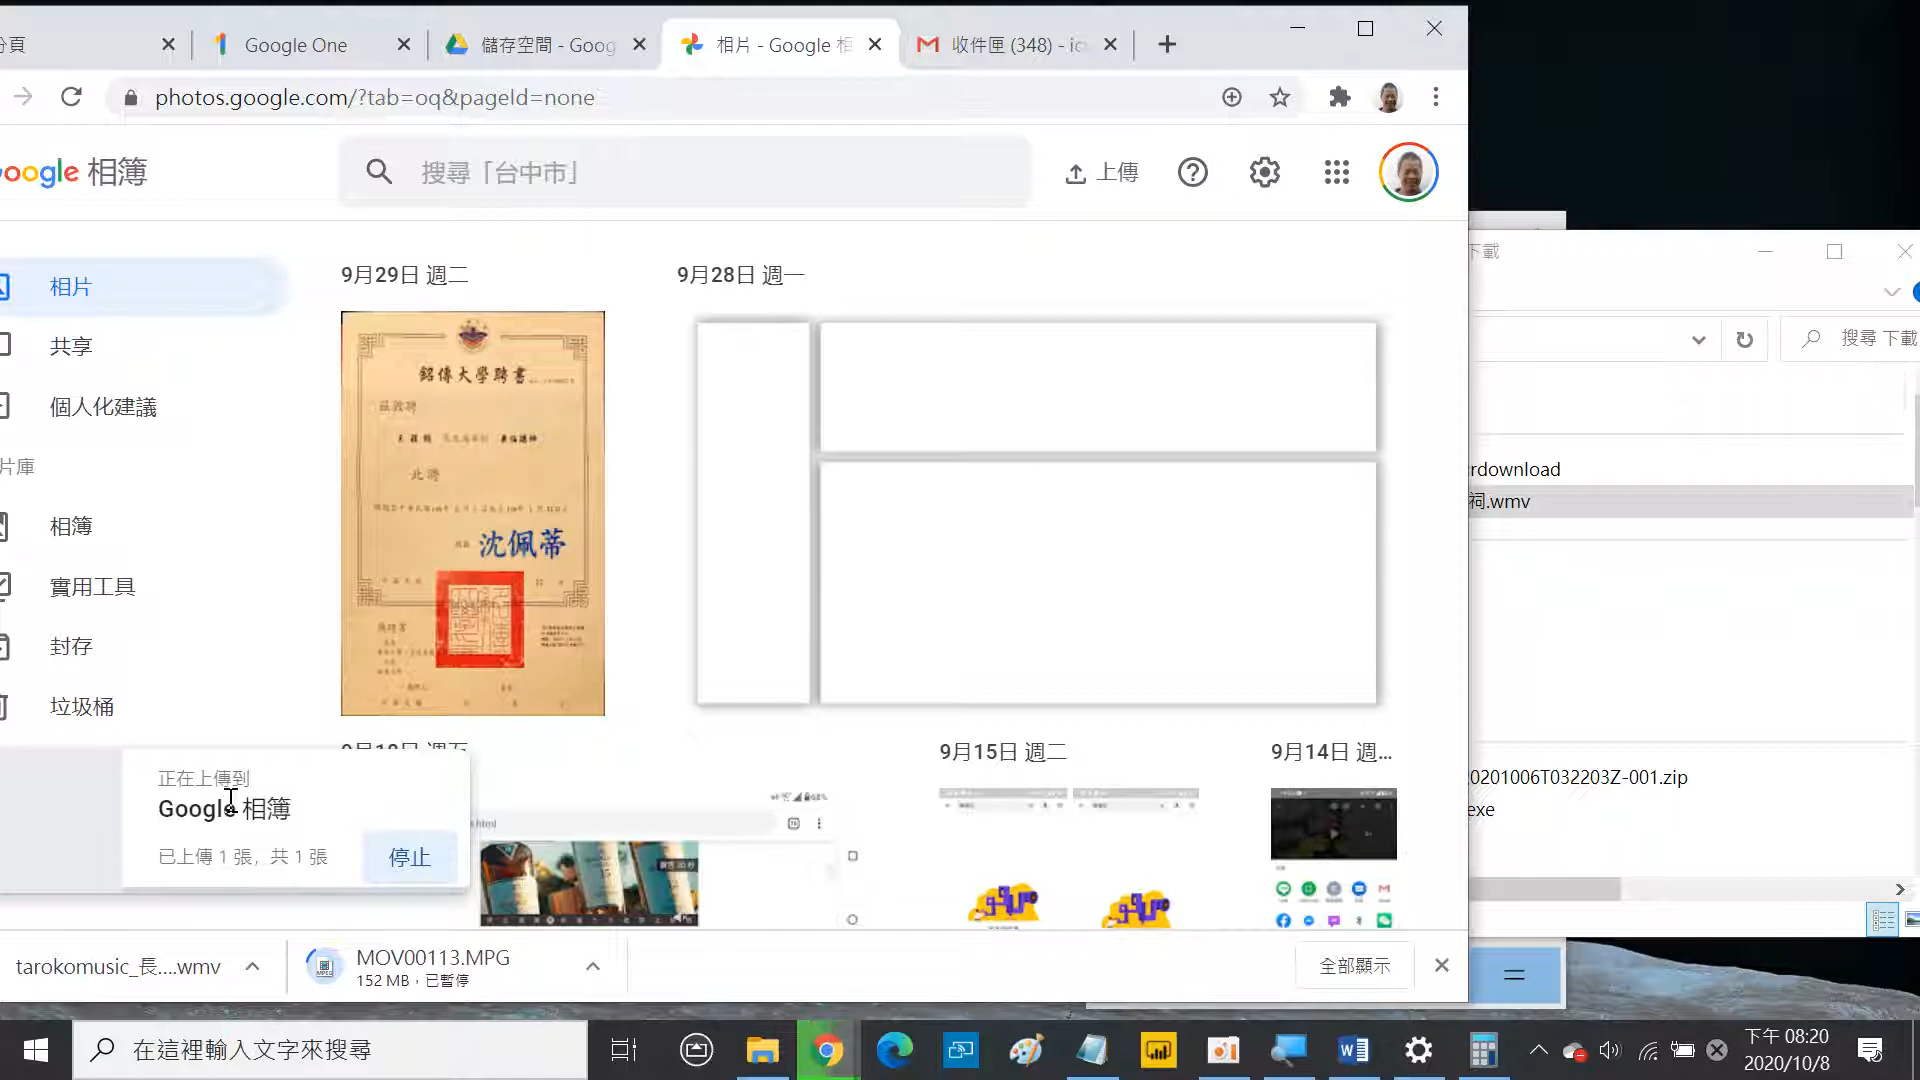 分頁
Google One
儲存空間 - Goog
相片 - Google 相
收件匣 (348) - ic
photos.google.com/?tab=oq&pageId=none
oogle 相簿
搜尋「台中市」
上傳
下載
搜尋 下載
相片
共享
個人化建議
片庫
相簿
實用工具
封存
垃圾桶
9月29日 週二
9月28日 週一
銘傳大學聘書
沈佩蒂
rdownload
祠.wmv
0201006T032203Z-001.zip
exe
9月15日 週二
9月14日 週...
正在上傳到
Google 相簿
已上傳 1 張，共 1 張
停止
tarokomusic_長....wmv
MOV00113.MPG
152 MB，已暫停
全部顯示
在這裡輸入文字來搜尋
下午 08:20
2020/10/8